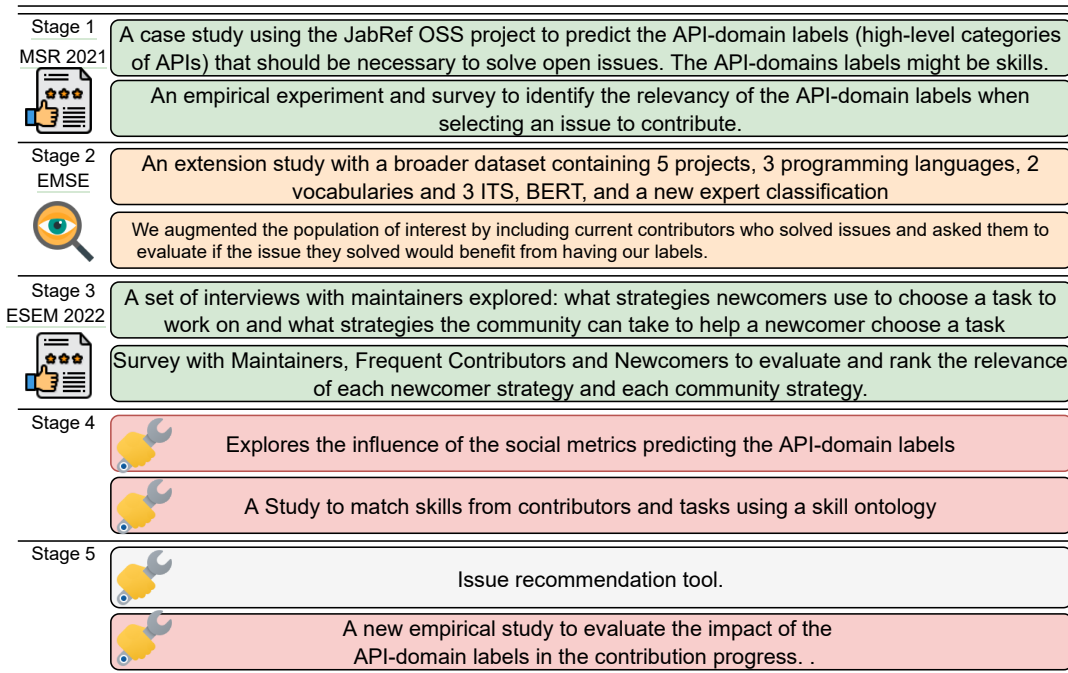 Stage 1
MSR 2021
A case study using the JabRef OSS project to predict the API-domain labels (high-level categories
of APIs) that should be necessary to solve open issues. The API-domains labels might be skills.
An empirical experiment and survey to identify the relevancy of the API-domain labels when
selecting an issue to contribute.
Stage 2
EMSE
An extension study with a broader dataset containing 5 projects, 3 programming languages, 2
vocabularies and 3 ITS, BERT, and a new expert classification
We augmented the population of interest by including current contributors who solved issues and asked them to
evaluate if the issue they solved would benefit from having our labels.
Stage 3
ESEM 2022
A set of interviews with maintainers explored: what strategies newcomers use to choose a task to
work on and what strategies the community can take to help a newcomer choose a task
Survey with Maintainers, Frequent Contributors and Newcomers to evaluate and rank the relevance
of each newcomer strategy and each community strategy.
Stage 4
Explores the influence of the social metrics predicting the API-domain labels
A Study to match skills from contributors and tasks using a skill ontology
Stage 5
Issue recommendation tool.
A new empirical study to evaluate the impact of the
API-domain labels in the contribution progress. .